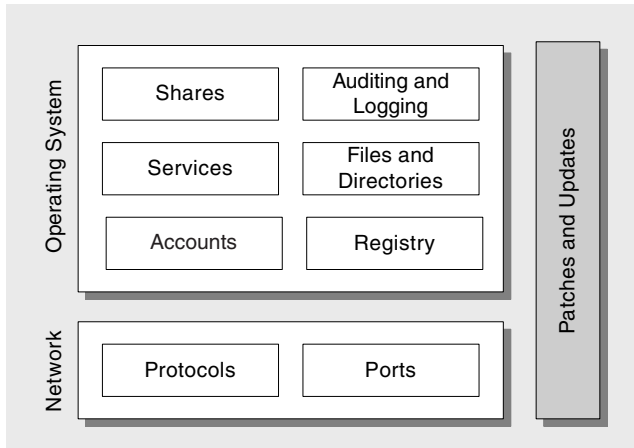 Operating System
Shares
Auditing and
Logging
Services
Files and
Directories
Accounts
Registry
Network
Protocols
Ports
Patches and Updates